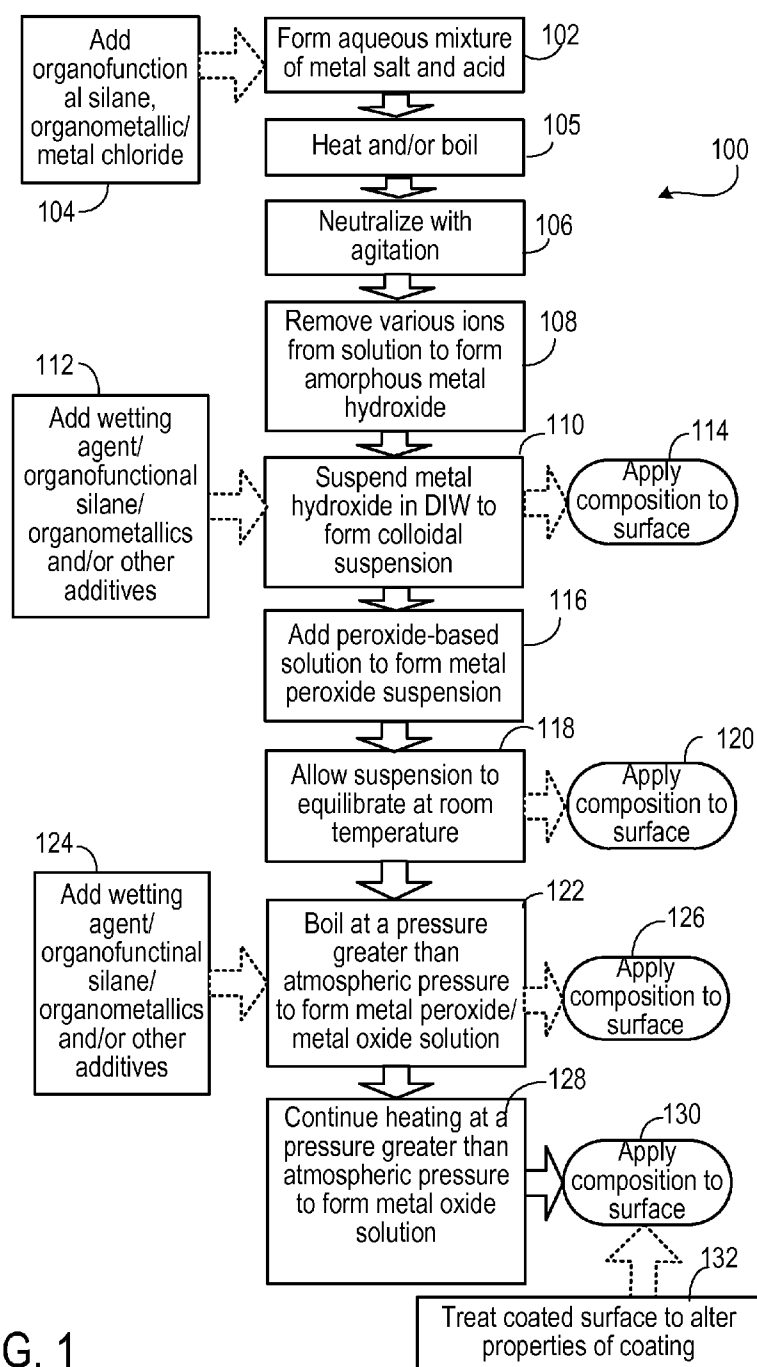 Add
organofunction
al silane,
organometallic/
metal chloride
104
Form aqueous mixture
of metal salt and acid
102
Heat and/or boil
105
100
Neutralize with
agitation
106
Remove various ions
from solution to form
amorphous metal
hydroxide
108
112
Add wetting
agent/
organofunctional
silane/
organometallics
and/or other
additives
110
Suspend metal
hydroxide in DIW to
form colloidal
suspension
114
Apply
composition to
surface
116
Add peroxide-based
solution to form metal
peroxide suspension
118
Allow suspension to
equilibrate at room
temperature
120
Apply
composition to
surface
124
Add wetting
agent/
organofunctinal
silane/
organometallics
and/or other
additives
122
Boil at a pressure
greater than
atmospheric pressure
to form metal peroxide/
metal oxide solution
126
Apply
composition to
surface
128
Continue heating at a
pressure greater than
atmospheric pressure
to form metal oxide
solution
130
Apply
composition to
surface
132
Treat coated surface to alter
properties of coating
G. 1